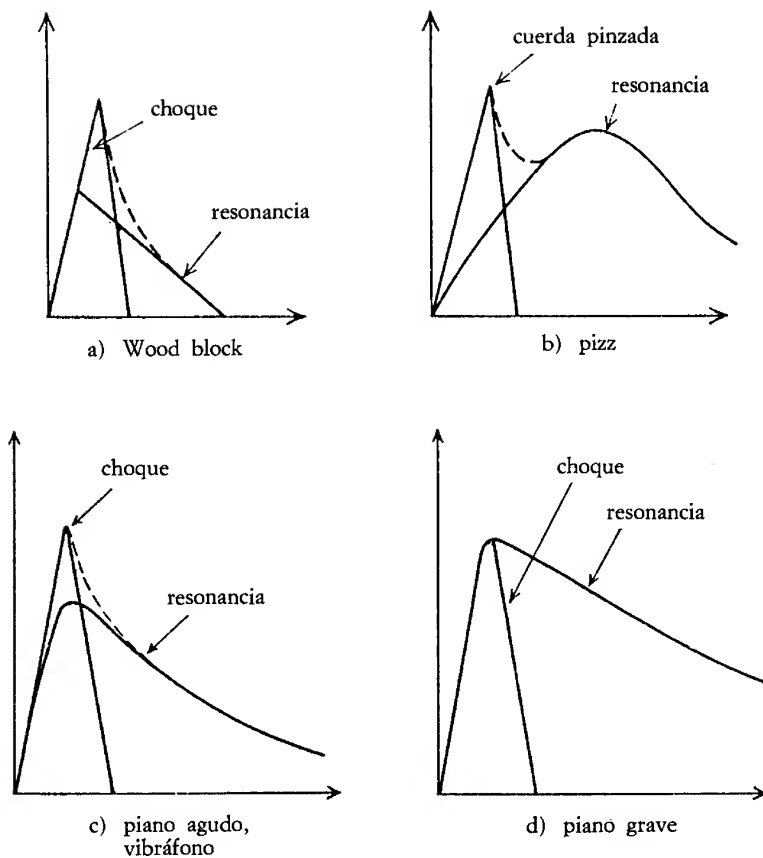 choque
resonancia
a) Wood block
cuerda pinzada
resonancia
b) pizz
choque
resonancia
c) piano agudo,
vibráfono
choque
resonancia
d) piano grave